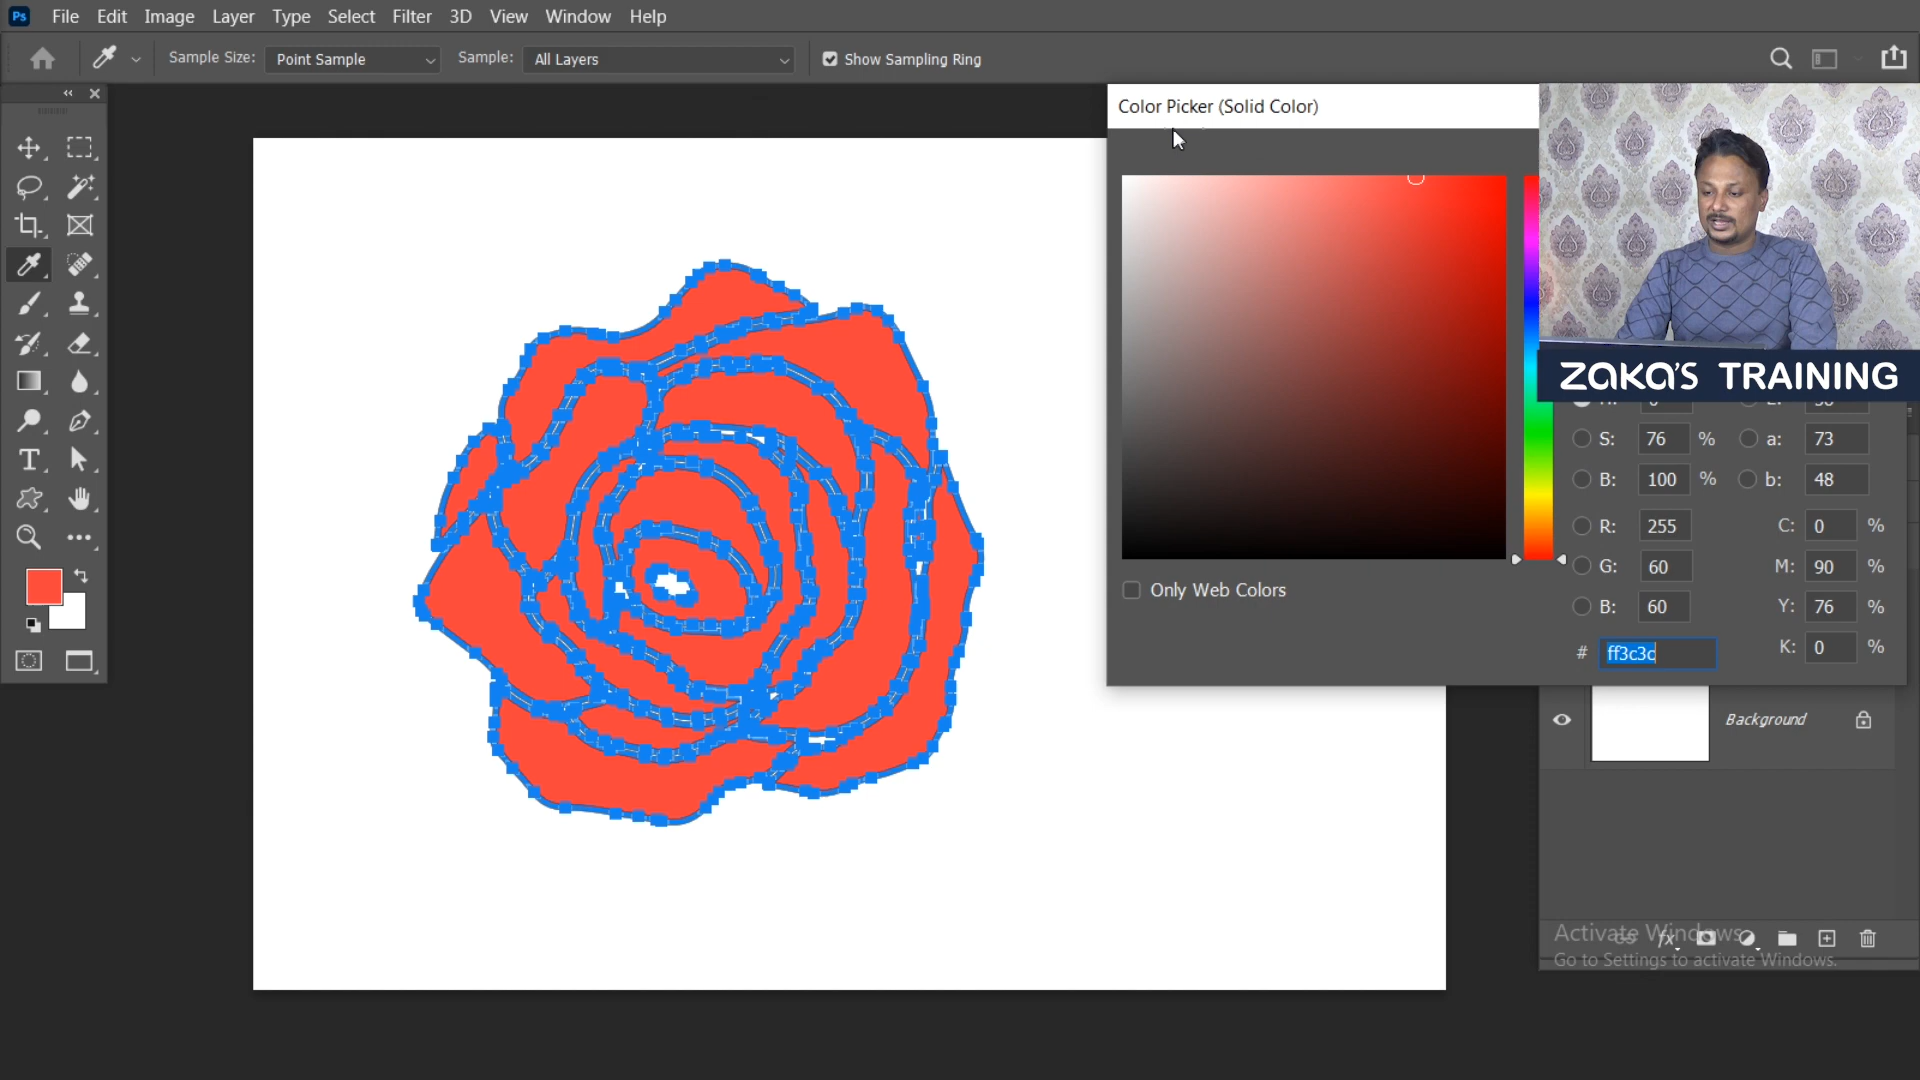 Ps File Edit Image Layer Type Select Filter 3D View Window Help
Sample Size: Point Sample Sample: All Layers Show Sampling Ring
Color Picker (Solid Color)
ZAKA'S TRAINING
S: 76 % a: 73
B: 100 % b: 48
R: 255 C: 0 %
Only Web Colors G: 60 M: 90 %
B: 60 Y: 76 %
# ff3c3c K: 0 %
Background
Activate Windows
fx
Go to Settings to activate Windows.